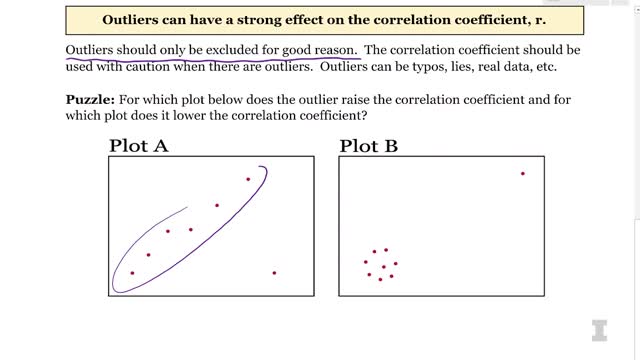 Outliers can have a strong effect on the correlation coefficient, r.
Outliers should only be excluded for good reason. The correlation coefficient should be
used with caution when there are outliers. Outliers can be typos, lies, real data, etc.
Puzzle: For which plot below does the outlier raise the correlation coefficient and for
which plot does it lower the correlation coefficient?
Plot A
Plot B
I